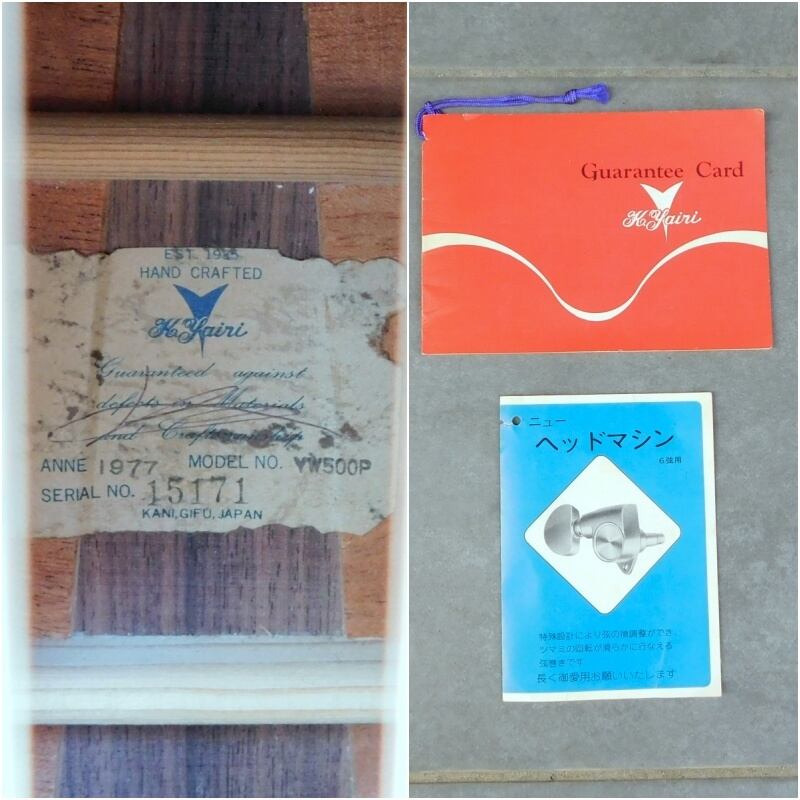 EST. 1935
HAND CRAFTED
K.Yairi
Guaranteed against
defects in Materials
and Craftsmanship
ANNE 1977 MODEL NO. YW500P
SERIAL NO. 15171
KANI, GIFU, JAPAN
Guarantee Card
K.Yairi
ニュー
ヘッドマシン
6弦用
特殊設計により弦の微調整ができ、
ツマミの回転が滑らかに行なえる
弦巻きです
長く御愛用お願いいたします